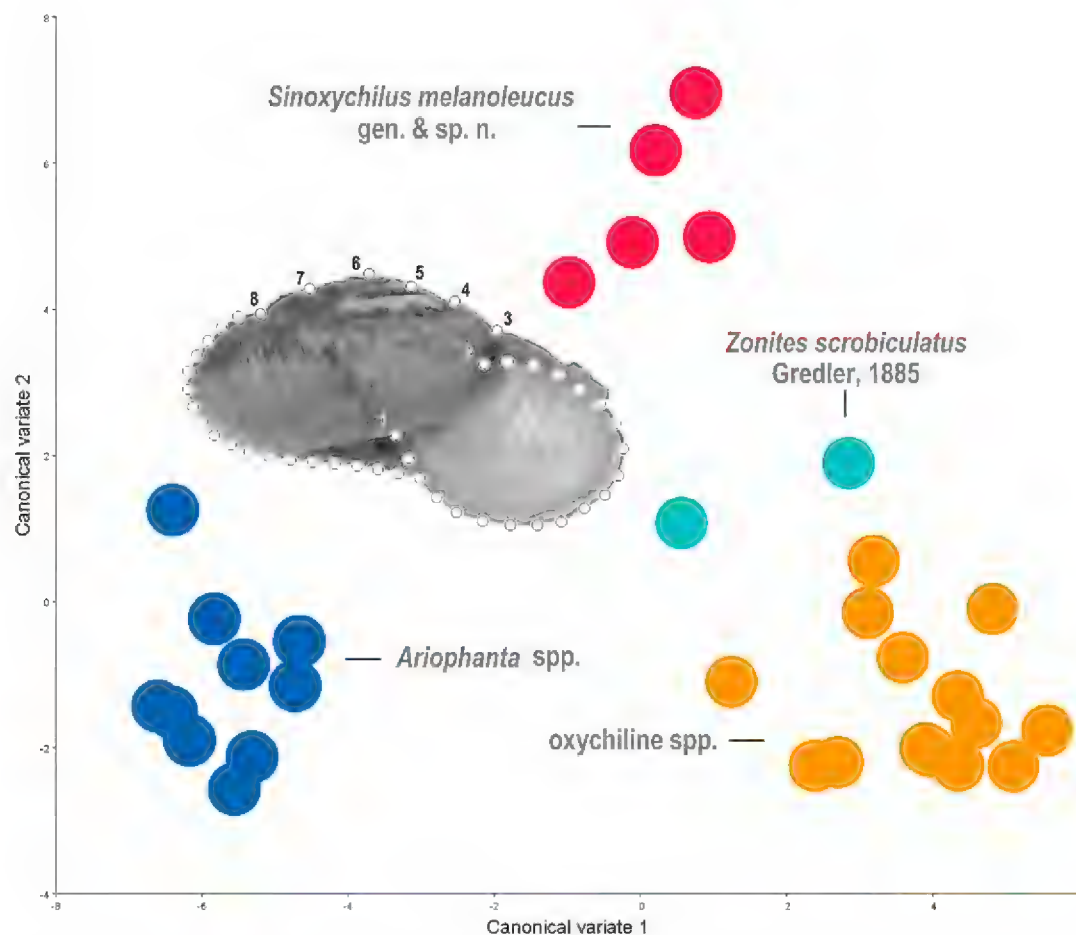 8
6
4
2
0
-2
-4
-8
-6
-4
-2
0
2
4
Canonical variate 2
Canonical variate 1
Sinoxychilus melanoleucus
gen. & sp. n.
8
7
6
5
4
3
Zonites scrobiculatus
Gredler, 1885
Ariophanta spp.
oxychiline spp.